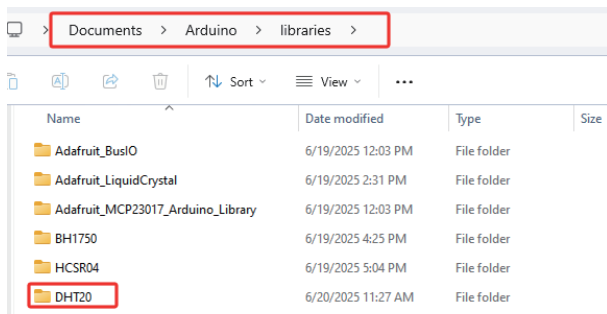 Documents > Arduino > libraries >
Sort View ...
Name Date modified Type Size
Adafruit_BusIO 6/19/2025 12:03 PM File folder
Adafruit_LiquidCrystal 6/19/2025 2:31 PM File folder
Adafruit_MCP23017_Arduino_Library 6/19/2025 12:03 PM File folder
BH1750 6/19/2025 4:25 PM File folder
HCSR04 6/19/2025 5:04 PM File folder
DHT20 6/20/2025 11:27 AM File folder